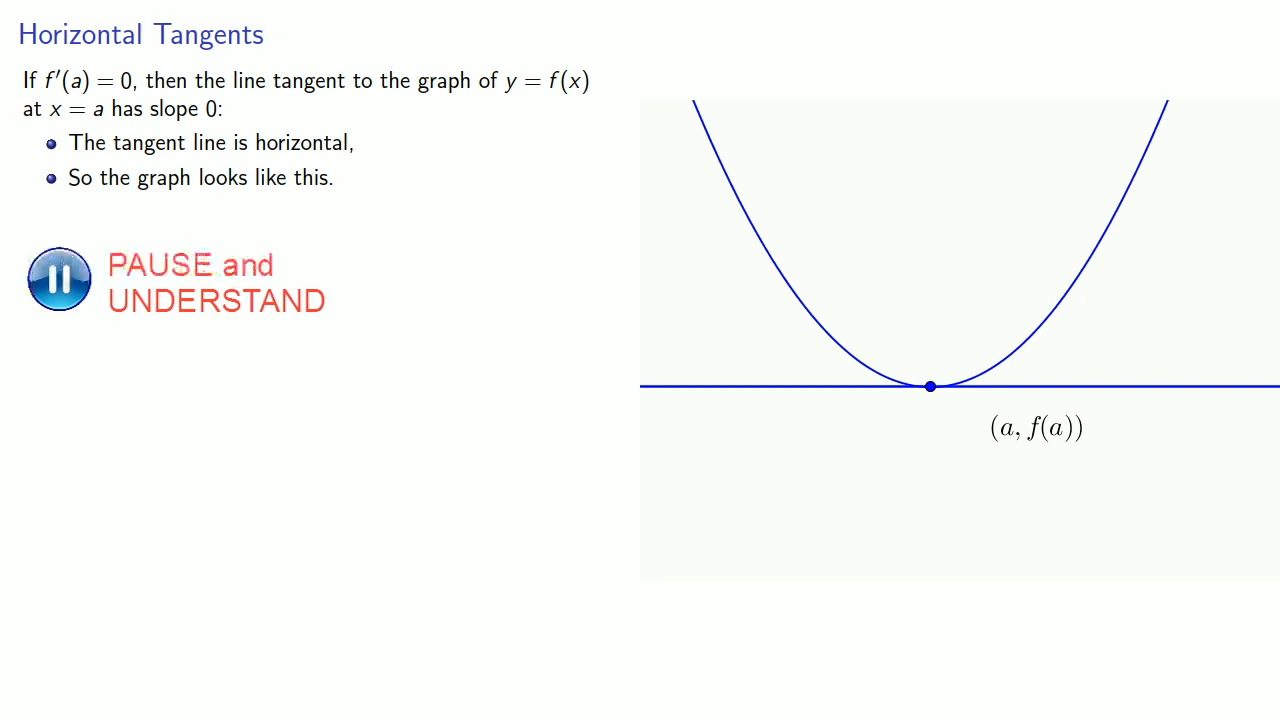 Horizontal Tangents
If f′(a) = 0, then the line tangent to the graph of y = f(x)
at x = a has slope 0:
The tangent line is horizontal,
So the graph looks like this.
PAUSE and
UNDERSTAND
(a, f(a))